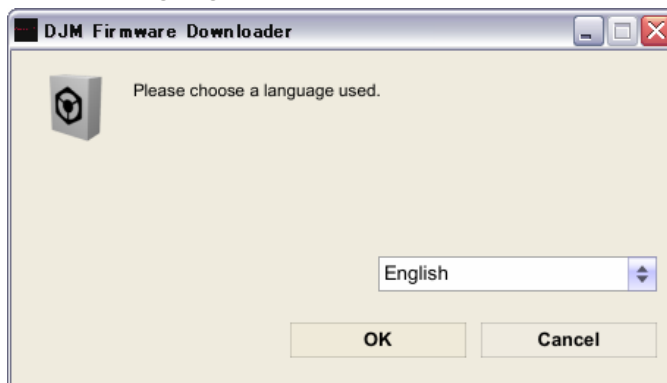 DJM Firmware Downloader
Please choose a language used.
English
OK
Cancel